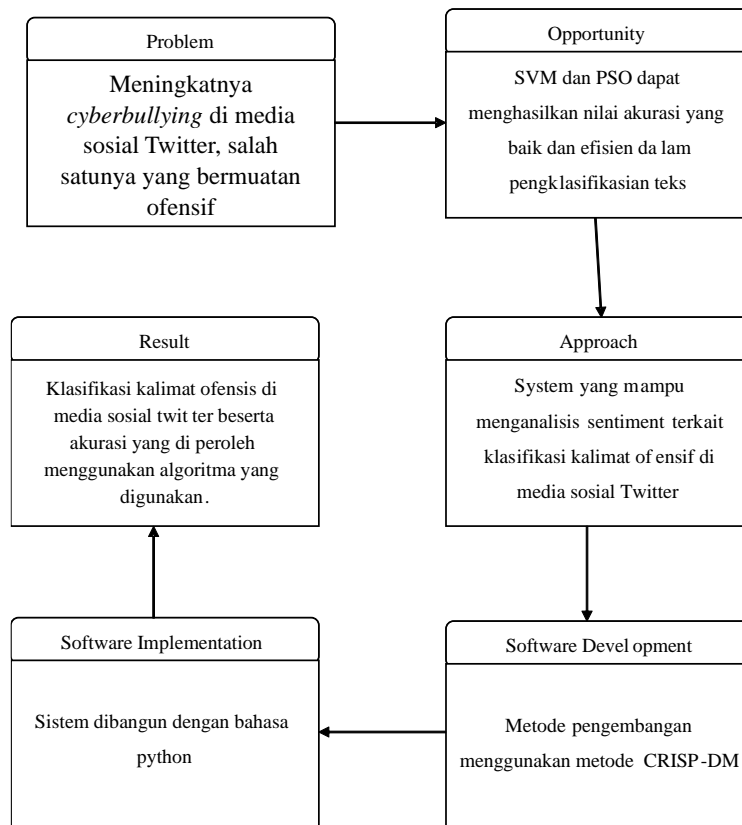 Problem
Meningkatnya
cyberbullying di media
sosial Twitter, salah
satunya yang bermuatan
ofensif
Opportunity
SVM dan PSO dapat
menghasilkan nilai akurasi yang
baik dan efisien da lam
pengklasifikasian teks
Approach
System yang mampu
menganalisis sentiment terkait
klasifikasi kalimat of ensif di
media sosial Twitter
Software Devel opment
Metode pengembangan
menggunakan metode CRISP-DM
Software Implementation
Sistem dibangun dengan bahasa
python
Result
Klasifikasi kalimat ofensis di
media sosial twit ter beserta
akurasi yang di peroleh
menggunakan algoritma yang
digunakan.